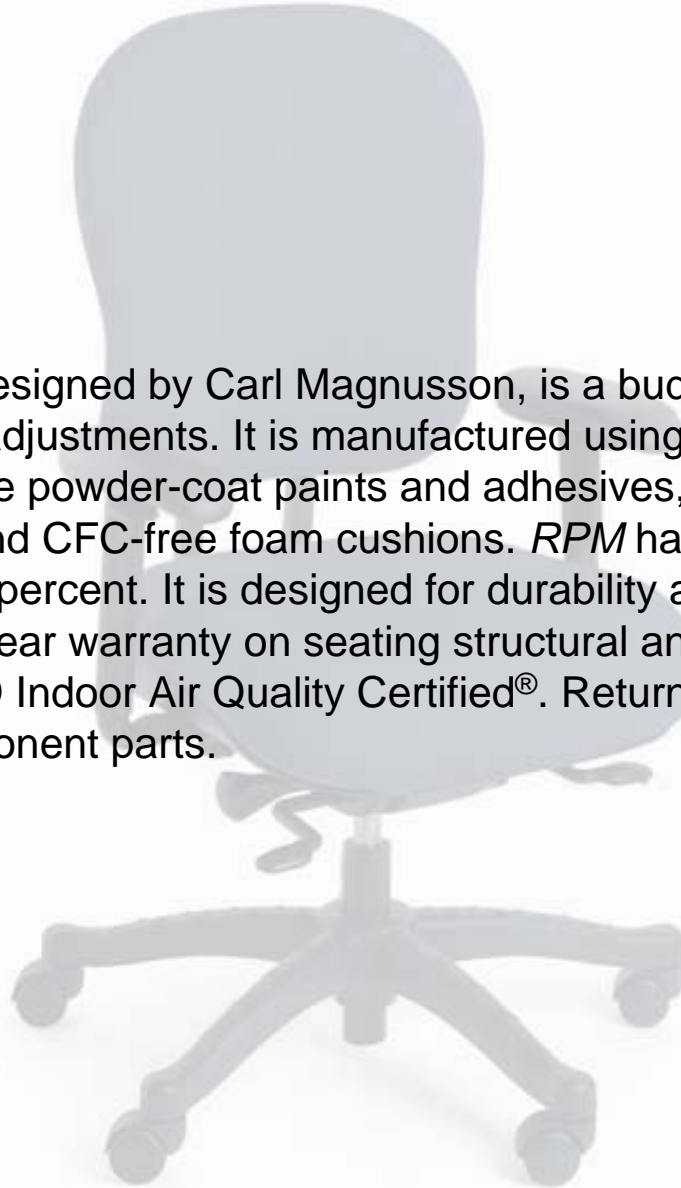 esigned by Carl Magnusson, is a bud
djustments. It is manufactured using
e powder-coat paints and adhesives,
nd CFC-free foam cushions. RPM ha
percent. It is designed for durability a
ear warranty on seating structural an
Indoor Air Quality Certified®. Return
onent parts.